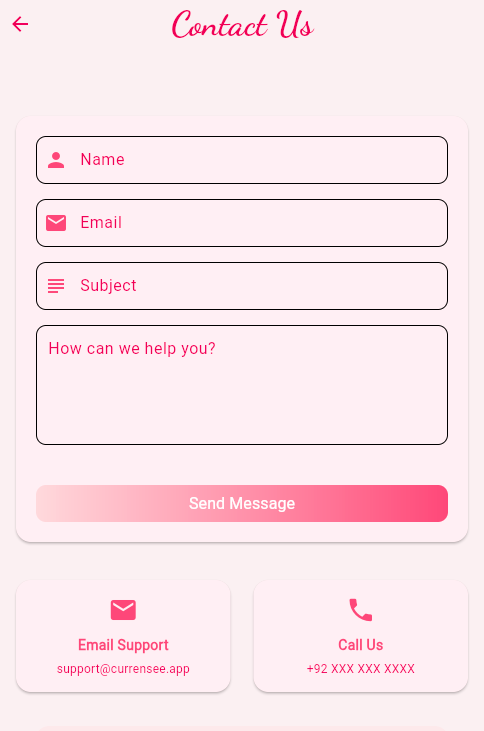 Contact Us
Name
Email
Subject
How can we help you?
Send Message
Email Support
support@currensee.app
Call Us
+92 XXX XXX XXXX